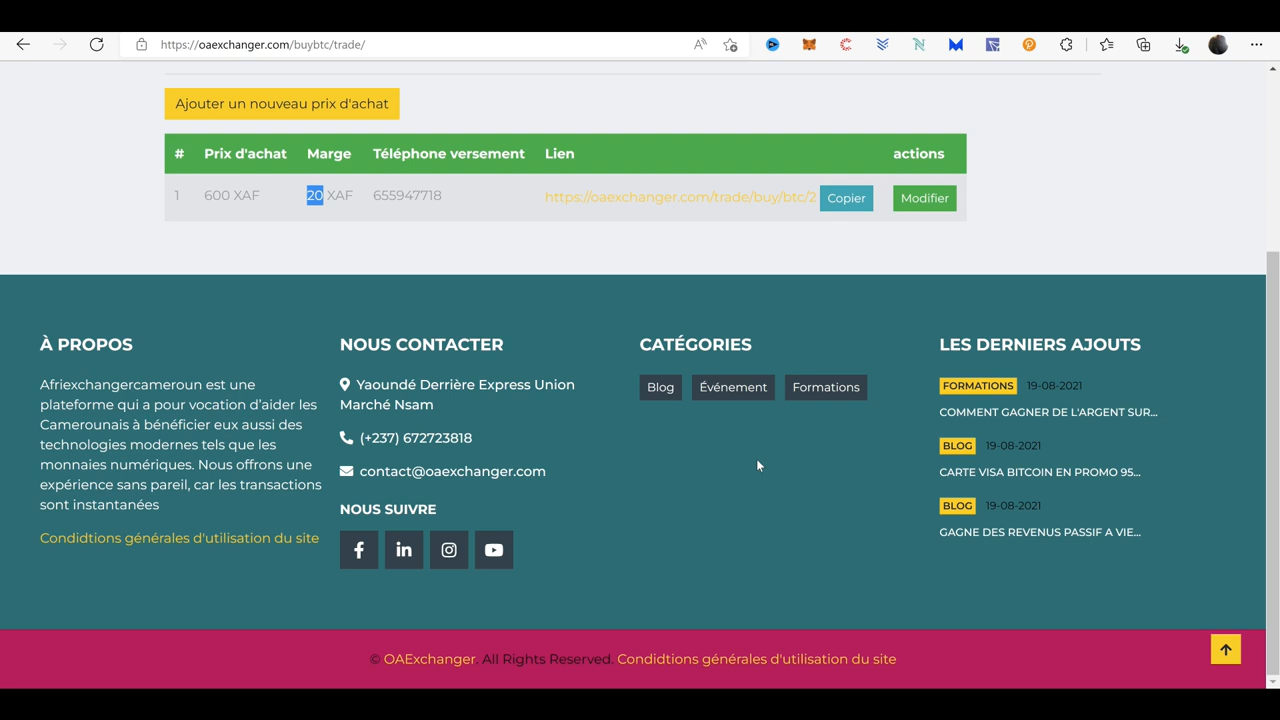 https://oaexchanger.com/buybtc/trade/
Ajouter un nouveau prix d'achat
# Prix d'achat Marge Téléphone versement Lien actions
1 600 XAF 20 XAF 655947718 https://oaexchanger.com/trade/buy/btc/2 Copier Modifier
À PROPOS
Afriexchangercameroun est une
plateforme qui a pour vocation d’aider les
Camerounais à bénéficier eux aussi des
technologies modernes tels que les
monnaies numériques. Nous offrons une
expérience sans pareil, car les transactions
sont instantanées
Condidtions générales d'utilisation du site
NOUS CONTACTER
Yaoundé Derrière Express Union
Marché Nsam
(+237) 672723818
contact@oaexchanger.com
NOUS SUIVRE
CATÉGORIES
Blog Événement Formations
LES DERNIERS AJOUTS
FORMATIONS 19-08-2021
COMMENT GAGNER DE L'ARGENT SUR...
BLOG 19-08-2021
CARTE VISA BITCOIN EN PROMO 95...
BLOG 19-08-2021
GAGNE DES REVENUS PASSIF A VIE...
© OAExchanger. All Rights Reserved. Condidtions générales d'utilisation du site